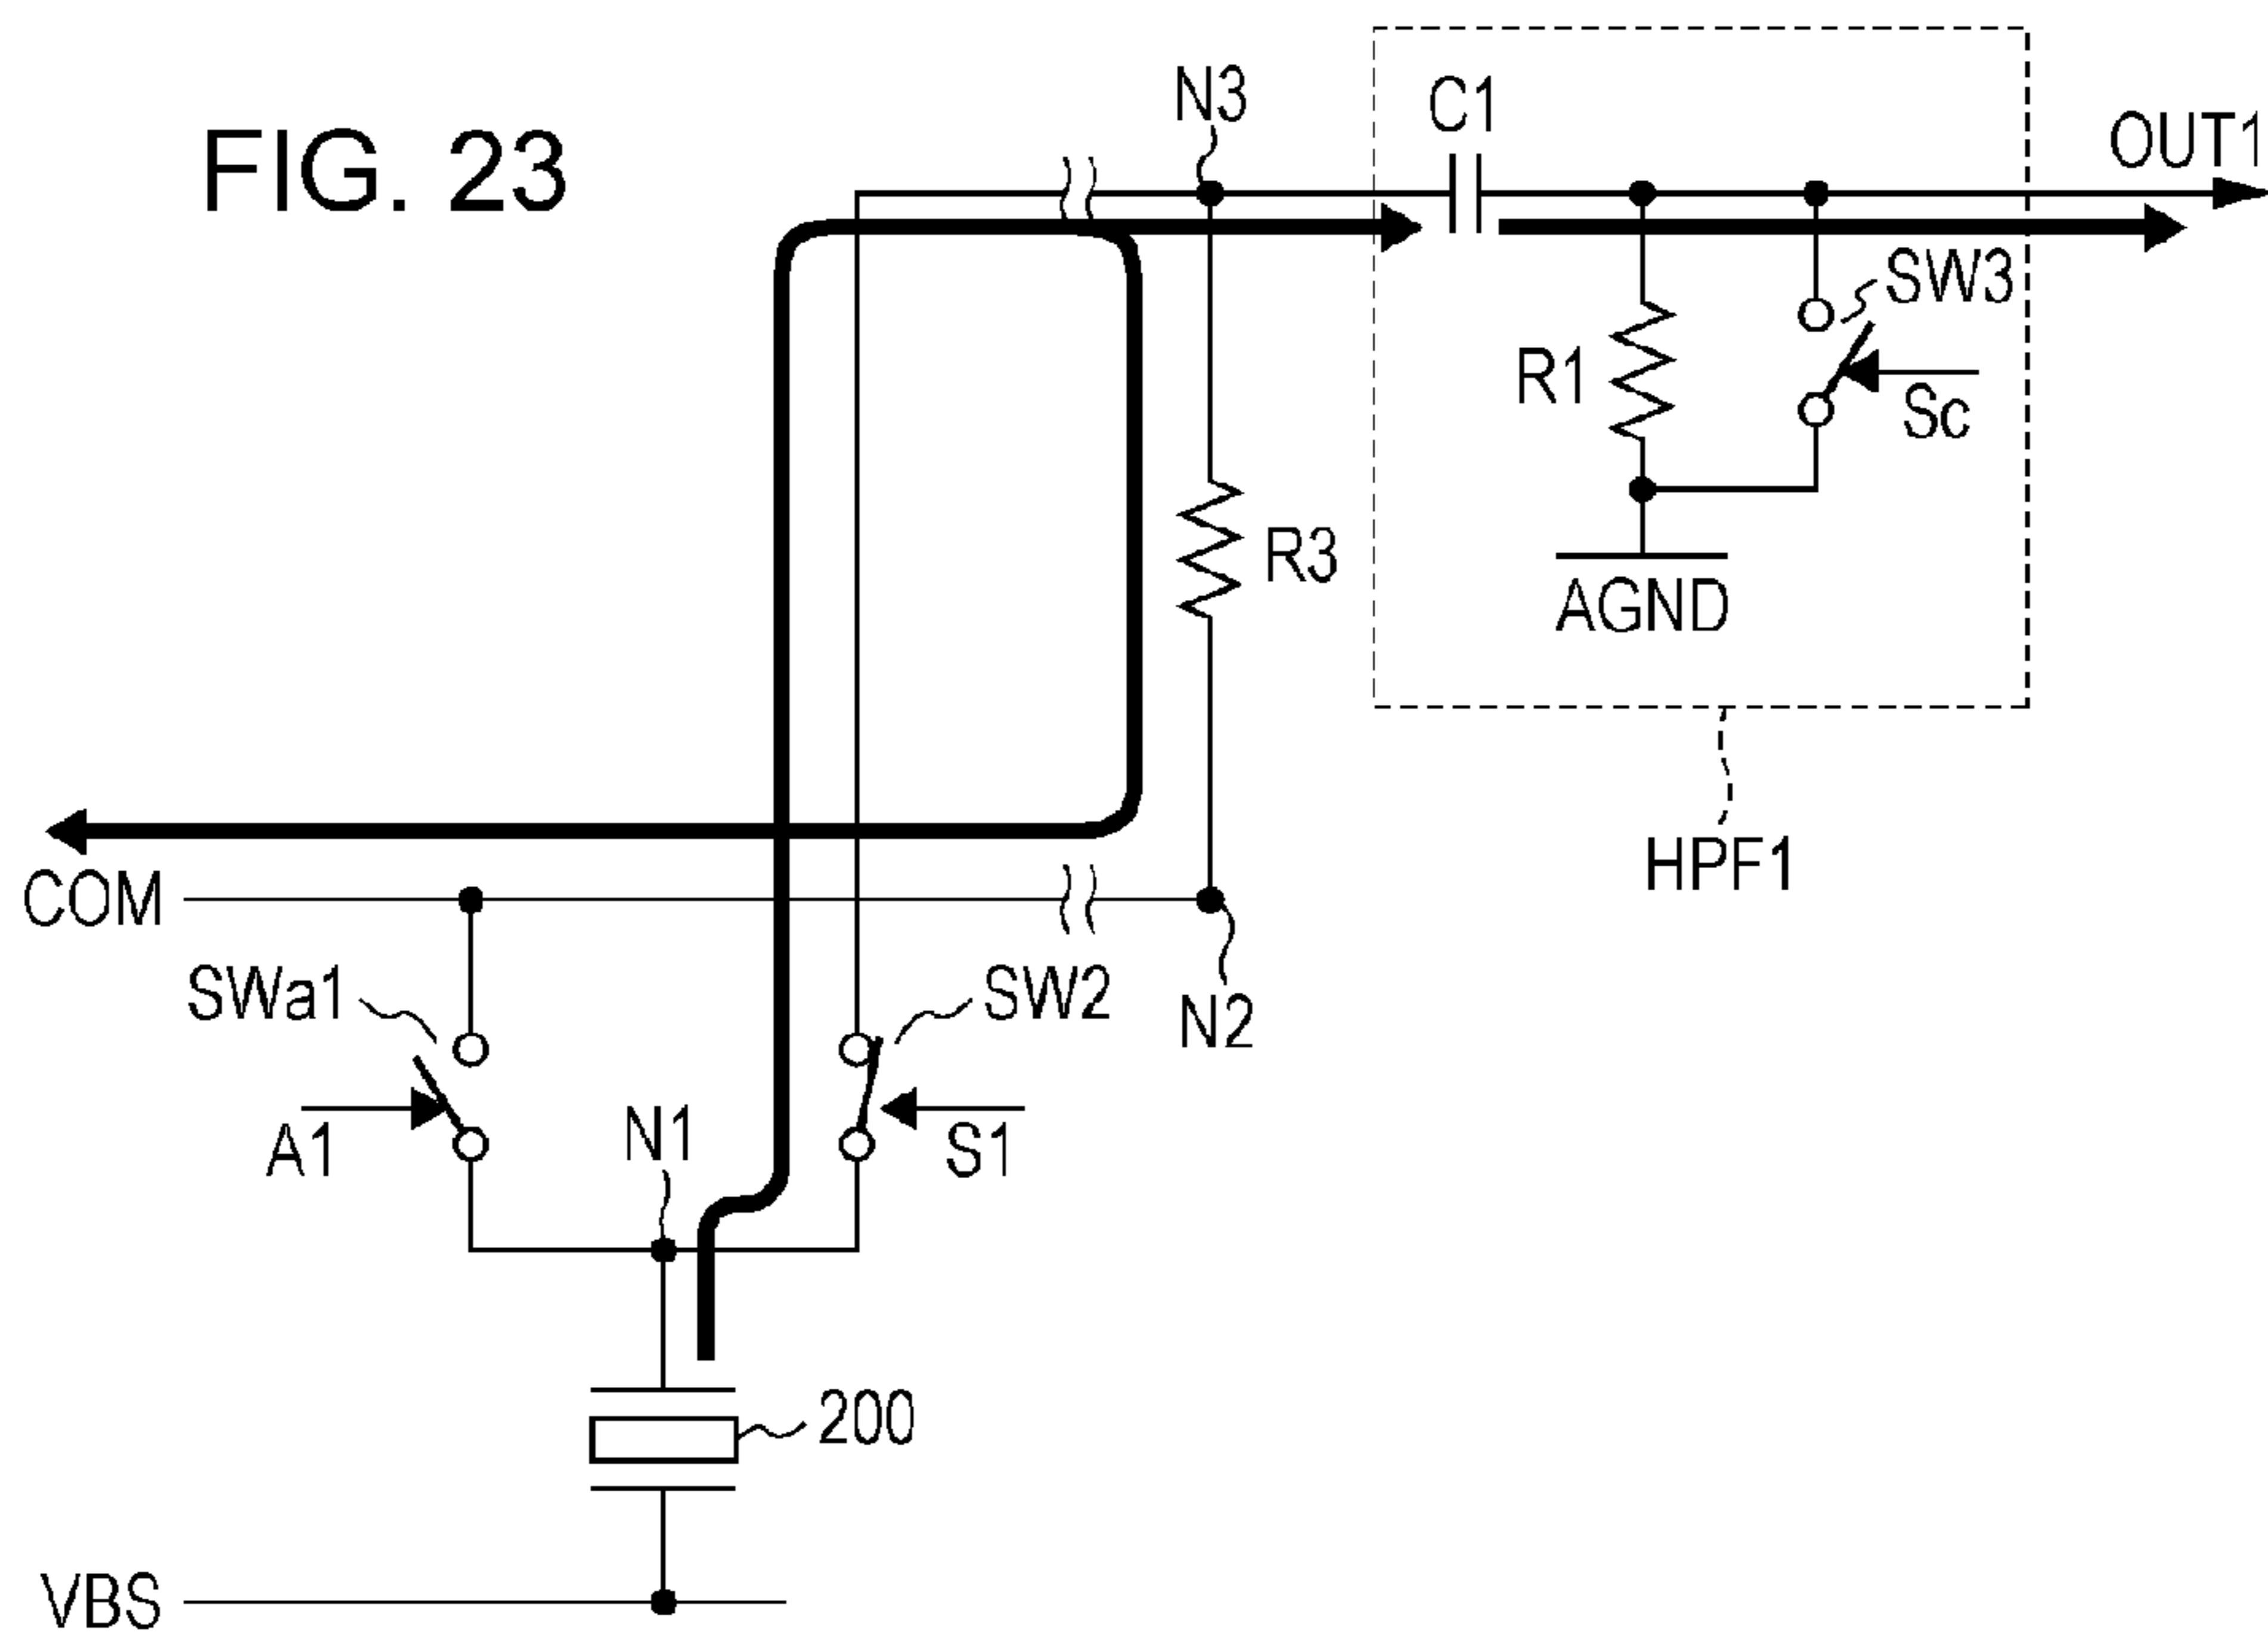 FIG. 23
N3
C1
OUT1
SW3
R1
Sc
R3
AGND
HPF1
COM
SWa1
SW2
N2
A1
N1
S1
200
VBS